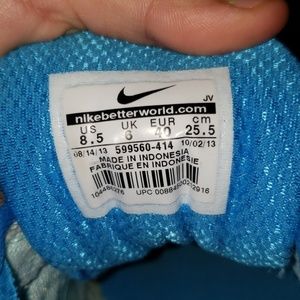 JV
nikebetterworld.com
US UK EUR cm
8.5 6 40 25.5
08/14/13 599560-414 10/02/13
MADE IN INDONESIA
FABRIQUE EN INDONESIE
UPC